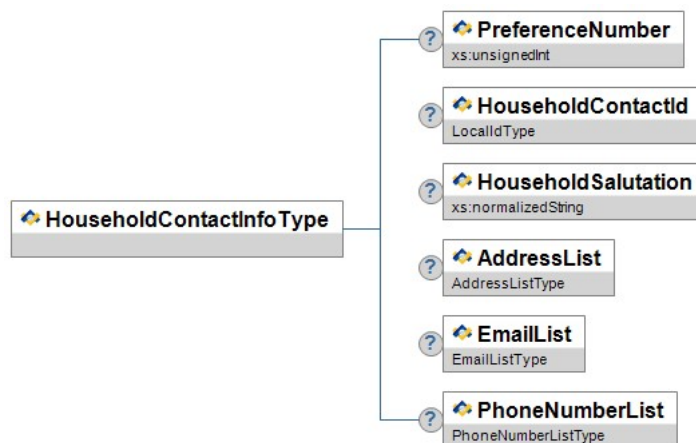 ?
PreferenceNumber
xs:unsignedInt
?
HouseholdContactId
LocalIdType
?
HouseholdSalutation
xs:normalizedString
HouseholdContactInfoType
?
AddressList
AddressListType
?
EmailList
EmailListType
?
PhoneNumberList
PhoneNumberListType